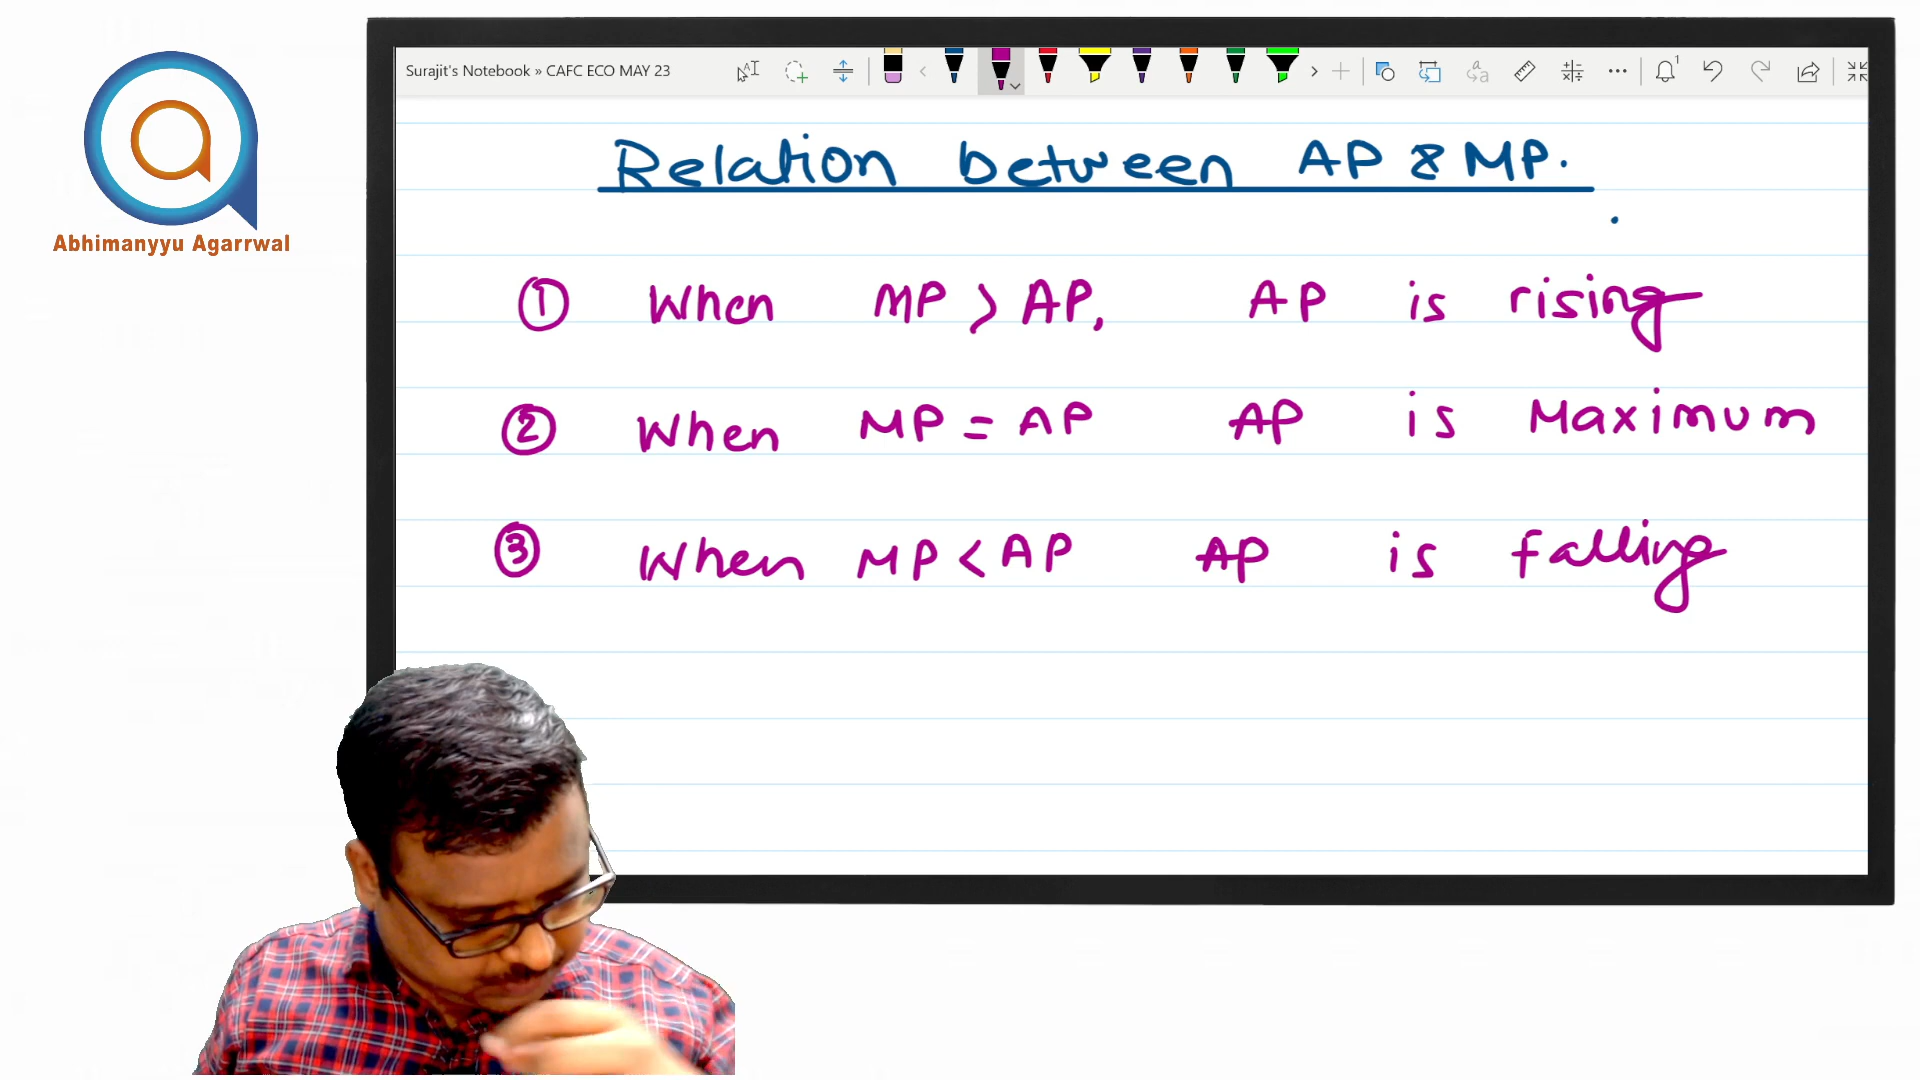 Surajit's Notebook » CAFC ECO MAY 23
Relation between AP & MP.
Abhimanyyu Agarrwal
① When MP > AP, AP is rising
② When MP = AP AP is Maximum
③ When MP < AP AP is falling